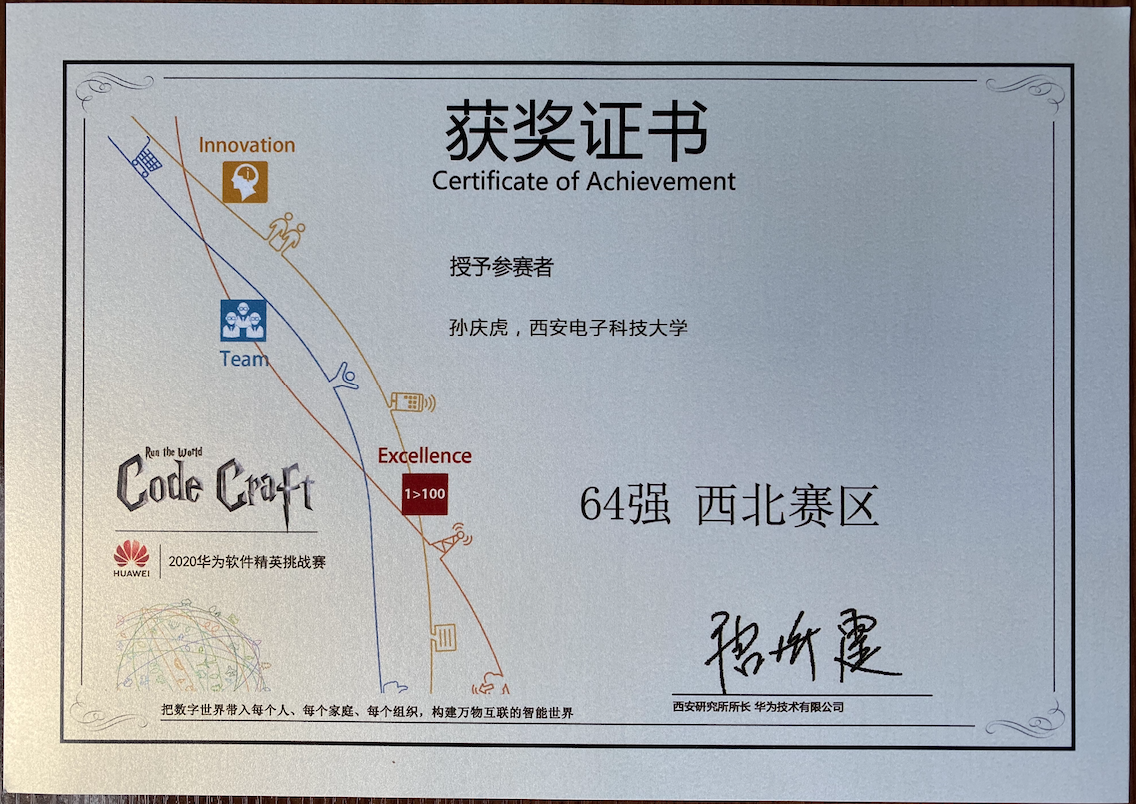 获奖证书
Certificate of Achievement
Innovation
授予参赛者
孙庆虎，西安电子科技大学
Team
Excellence
1>100
Run the World
Code Craft
64强 西北赛区
HUAWEI
2020华为软件精英挑战赛
西安研究所所长 华为技术有限公司
把数字世界带入每个人、每个家庭、每个组织，构建万物互联的智能世界